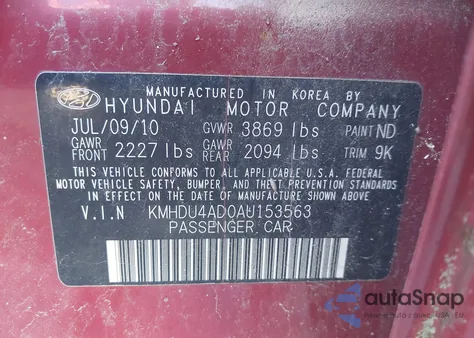 MANUFACTURED IN KOREA BY
HYUNDAI MOTOR COMPANY
JUL/09/10 GVWR 3869 lbs PAINT ND
GAWR FRONT 2227 lbs GAWR REAR 2094 lbs TRIM 9K
THIS VEHICLE CONFORMS TO ALL APPLICABLE U.S.A. FEDERAL
MOTOR VEHICLE SAFETY, BUMPER, AND THEFT PREVENTION STANDARDS
IN EFFECT ON THE DATE OF MANUFACTURE SHOWN ABOVE.
V.I.N KMHDU4AD0AU153563
PASSENGER CAR
autoSnap